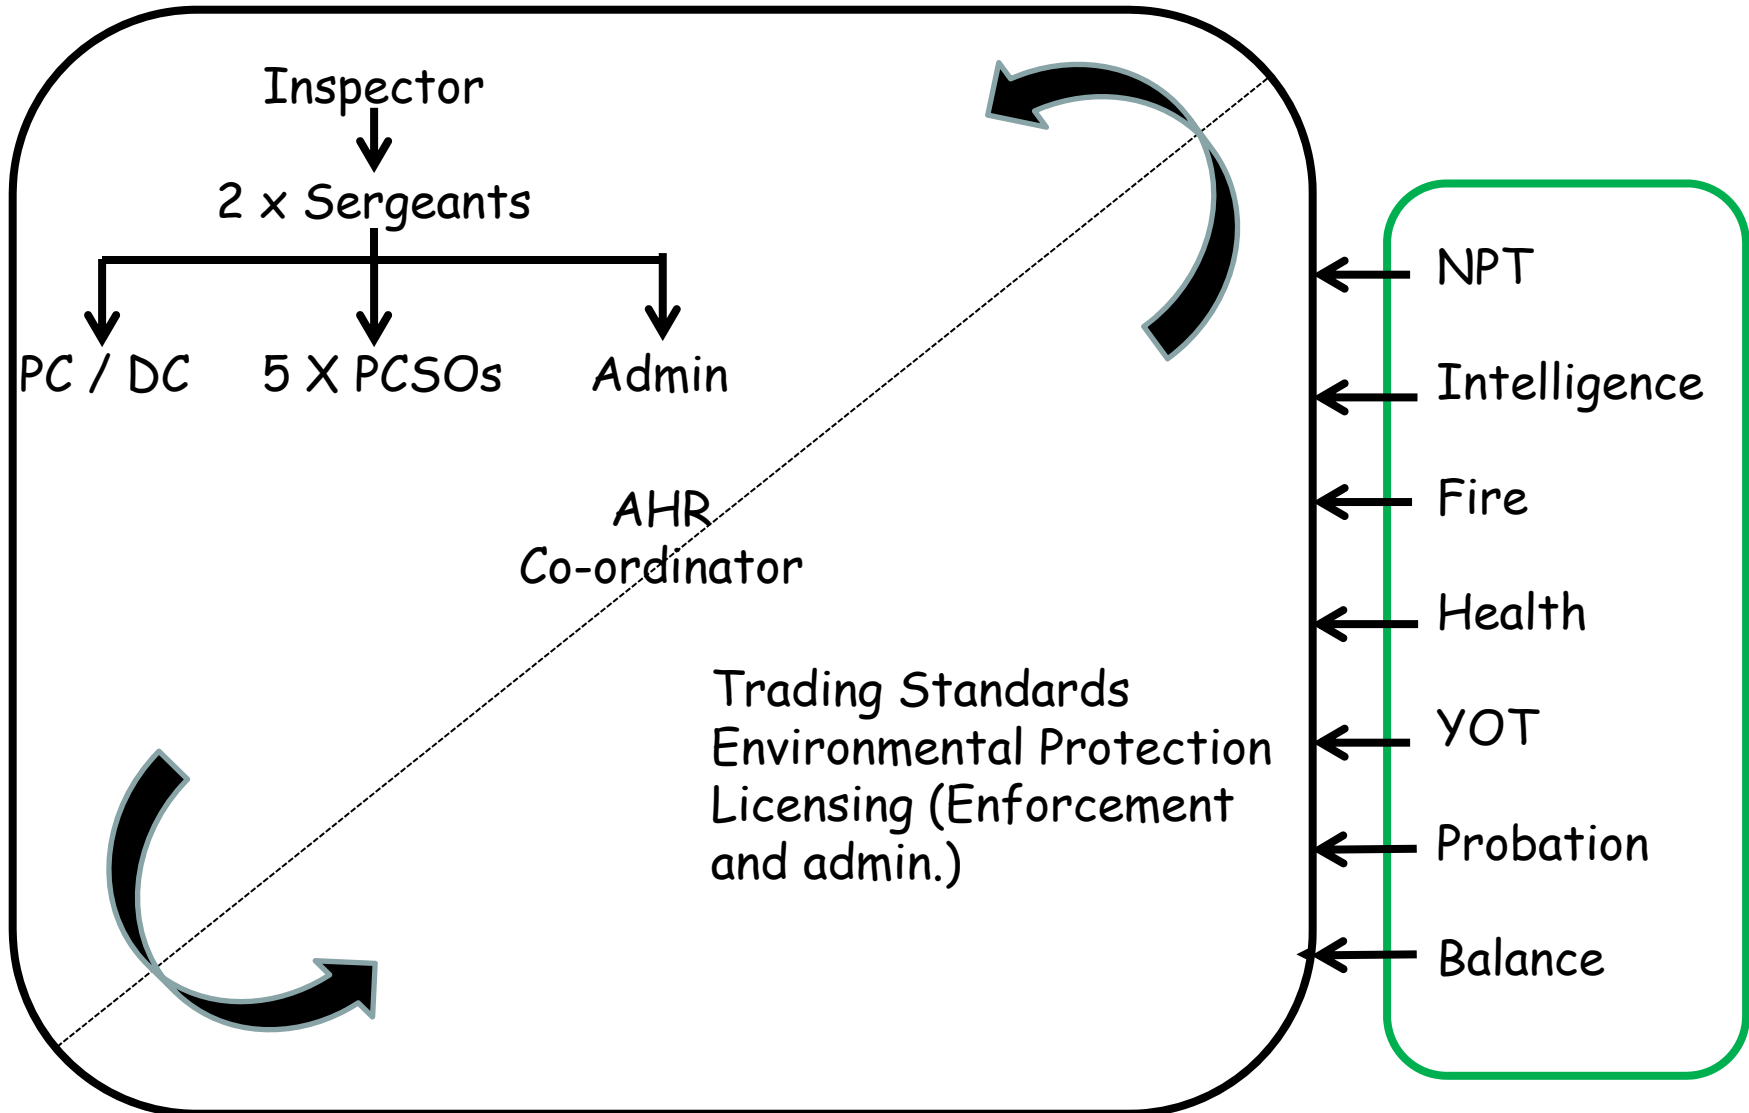 Inspector
2 x Sergeants
PC / DC
5 X PCSOs
Admin
AHR
Co-ordinator
Trading Standards
Environmental Protection
Licensing (Enforcement
and admin.)
NPT
Intelligence
Fire
Health
YOT
Probation
Balance